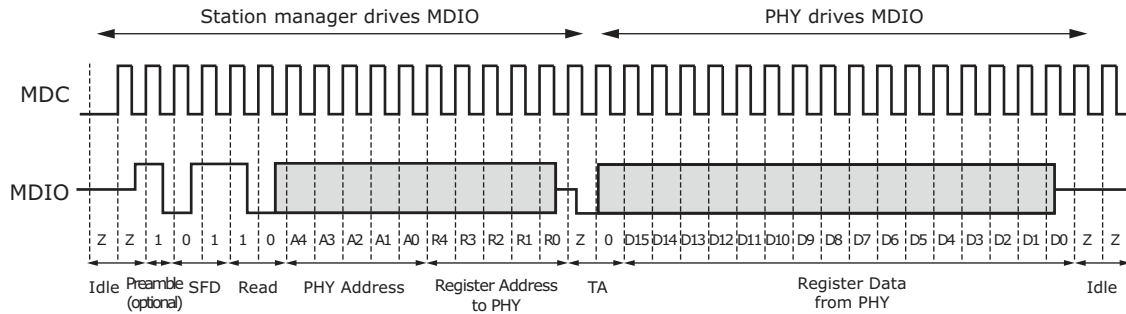 Station manager drives MDIO PHY drives MDIO
MDC
MDIO
Z Z 1 0 1 1 0 A4 A3 A2 A1 A0 R4 R3 R2 R1 R0 Z 0 D15 D14 D13 D12 D11 D10 D9 D8 D7 D6 D5 D4 D3 D2 D1 D0 Z Z
Idle Preamble (optional) SFD Read PHY Address Register Address to PHY TA Register Data from PHY Idle